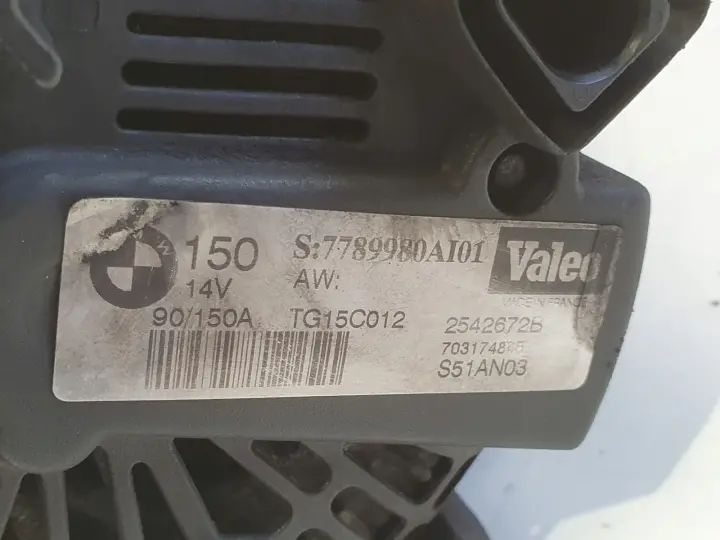 150 S:7789980AI01 Valeo
14V AW: MADE IN FRANCE
90/150A TG15C012 2542672B
S51AN03